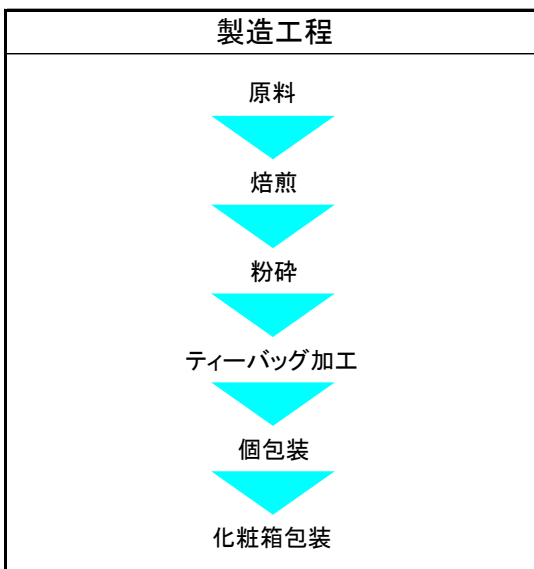 製造工程
原料
焙煎
粉砕
ティーバッグ加工
個包装
化粧箱包装